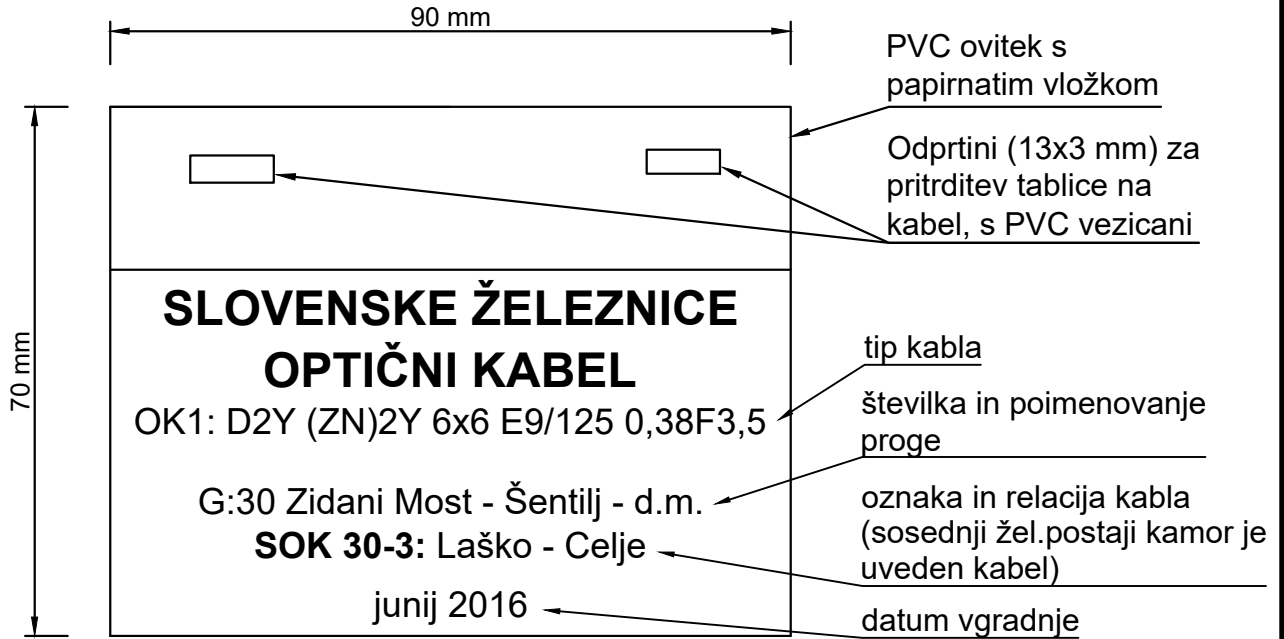 90 mm
PVC ovitek s
papirnatim vložkom
Odprtini (13x3 mm) za
pritrditev tablice na
kabel, s PVC vezicani
70 mm
SLOVENSKE ŽELEZNICE
OPTIČNI KABEL
OK1: D2Y (ZN)2Y 6x6 E9/125 0,38F3,5
G:30 Zidani Most - Šentilj - d.m.
SOK 30-3: Laško - Celje
junij 2016
tip kabla
številka in poimenovanje
proge
oznaka in relacija kabla
(sosednji žel.postaji kamor je
uveden kabel)
datum vgradnje